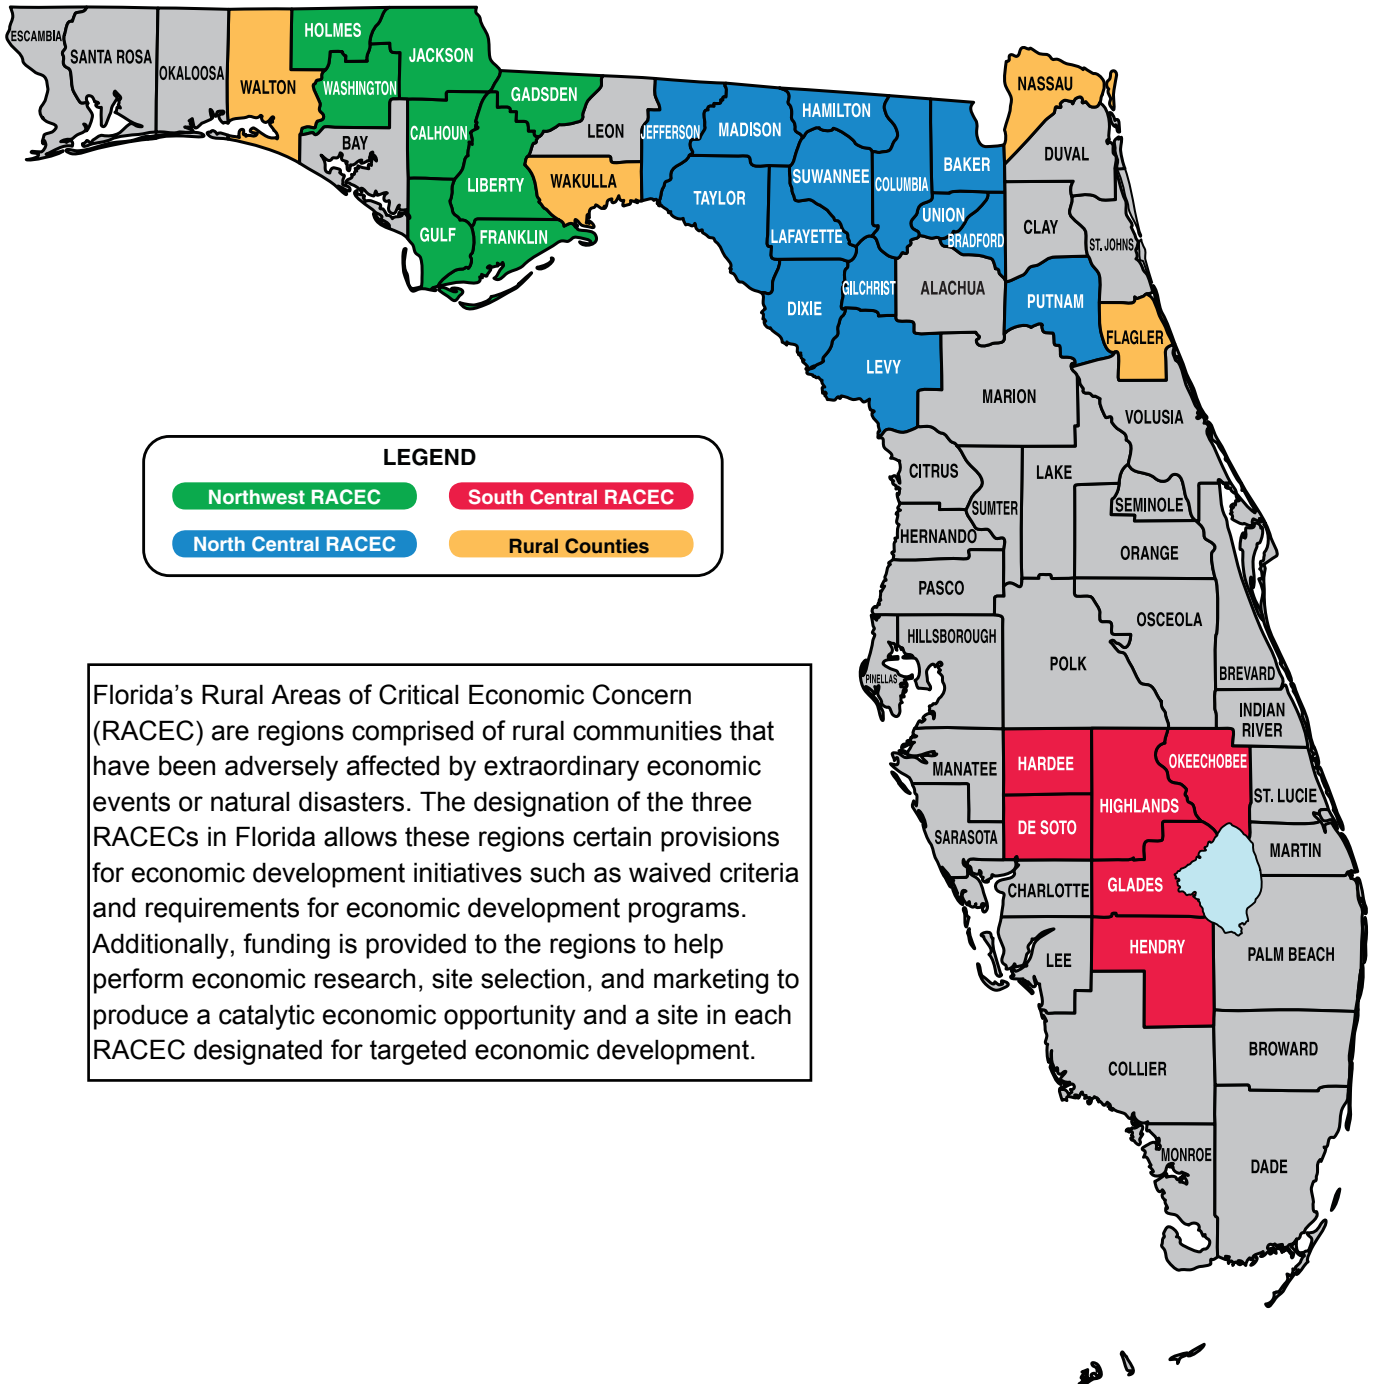 ESCAMBIA
SANTA ROSA
OKALOOSA
WALTON
HOLMES
WASHINGTON
JACKSON
BAY
CALHOUN
GULF
GADSDEN
LIBERTY
FRANKLIN
LEON
WAKULLA
JEFFERSON
MADISON
TAYLOR
HAMILTON
SUWANNEE
LAFAYETTE
COLUMBIA
DIXIE
GILCHRIST
LEVY
BAKER
UNION
BRADFORD
ALACHUA
NASSAU
DUVAL
CLAY
ST. JOHNS
PUTNAM
FLAGLER
MARION
VOLUSIA
CITRUS
SUMTER
LAKE
SEMINOLE
HERNANDO
ORANGE
PASCO
OSCEOLA
HILLSBOROUGH
PINELLAS
POLK
BREVARD
INDIAN
RIVER
MANATEE
HARDEE
HIGHLANDS
OKEECHOBEE
ST. LUCIE
SARASOTA
DE SOTO
MARTIN
CHARLOTTE
GLADES
LEE
HENDRY
PALM BEACH
COLLIER
BROWARD
MONROE
DADE
LEGEND
Northwest RACEC
South Central RACEC
North Central RACEC
Rural Counties
Florida’s Rural Areas of Critical Economic Concern
(RACEC) are regions comprised of rural communities that
have been adversely affected by extraordinary economic
events or natural disasters. The designation of the three
RACECs in Florida allows these regions certain provisions
for economic development initiatives such as waived criteria
and requirements for economic development programs.
Additionally, funding is provided to the regions to help
perform economic research, site selection, and marketing to
produce a catalytic economic opportunity and a site in each
RACEC designated for targeted economic development.